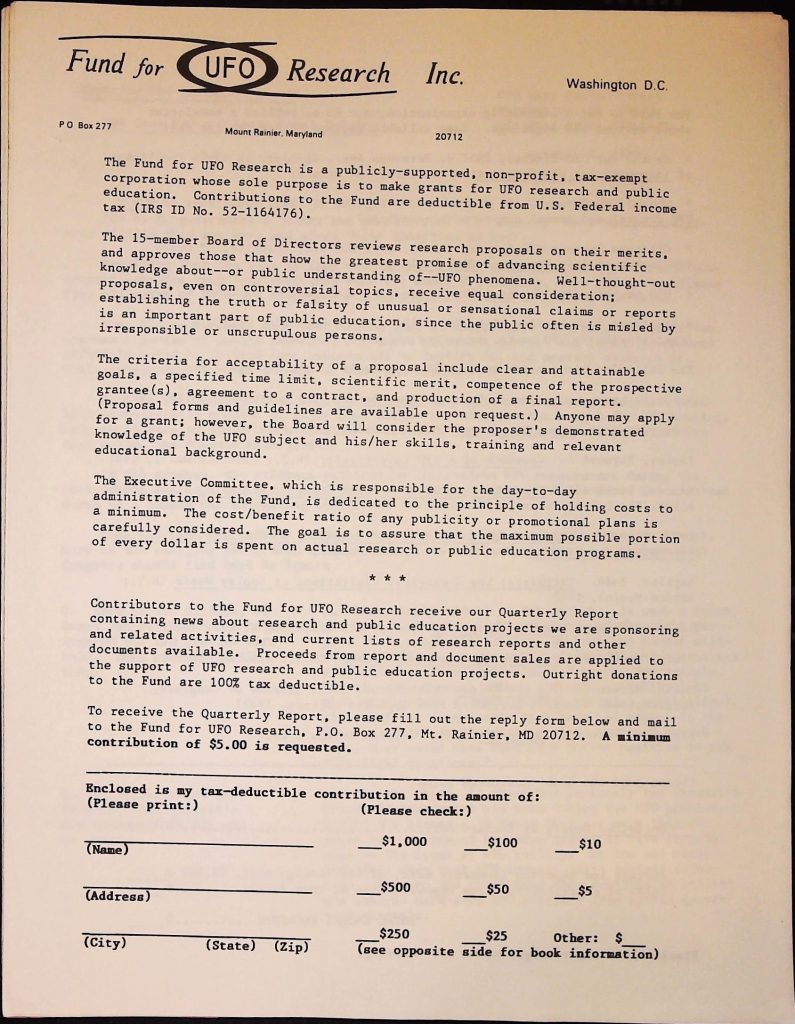 Fund for UFO Research Inc.
Washington D.C.
P O Box 277
Mount Rainier, Maryland
20712
The Fund for UFO Research is a publicly-supported, non-profit, tax-exempt
corporation whose sole purpose is to make grants for UFO research and public
education. Contributions to the Fund are deductible from U.S. Federal income
tax (IRS ID No. 52-1164176).
The 15-member Board of Directors reviews research proposals on their merits,
and approves those that show the greatest promise of advancing scientific
knowledge about--or public understanding of--UFO phenomena. Well-thought-out
proposals, even on controversial topics, receive equal consideration;
establishing the truth or falsity of unusual or sensational claims or reports
is an important part of public education, since the public often is misled by
irresponsible or unscrupulous persons.
The criteria for acceptability of a proposal include clear and attainable
goals, a specified time limit, scientific merit, competence of the prospective
grantee(s), agreement to a contract, and production of a final report.
(Proposal forms and guidelines are available upon request.) Anyone may apply
for a grant; however, the Board will consider the proposer's demonstrated
knowledge of the UFO subject and his/her skills, training and relevant
educational background.
The Executive Committee, which is responsible for the day-to-day
administration of the Fund, is dedicated to the principle of holding costs to
a minimum. The cost/benefit ratio of any publicity or promotional plans is
carefully considered. The goal is to assure that the maximum possible portion
of every dollar is spent on actual research or public education programs.
* * *
Contributors to the Fund for UFO Research receive our Quarterly Report
containing news about research and public education projects we are sponsoring
and related activities, and current lists of research reports and other
documents available. Proceeds from report and document sales are applied to
the support of UFO research and public education projects. Outright donations
to the Fund are 100% tax deductible.
To receive the Quarterly Report, please fill out the reply form below and mail
to the Fund for UFO Research, P.O. Box 277, Mt. Rainier, MD 20712. A minimum
contribution of $5.00 is requested.
Enclosed is my tax-deductible contribution in the amount of:
(Please print:) (Please check:)
___$1,000 ___$100 ___$10
(Name)
___$500 ___$50 ___$5
(Address)
___$250 ___$25 Other: $___
(City) (State) (Zip) (see opposite side for book information)